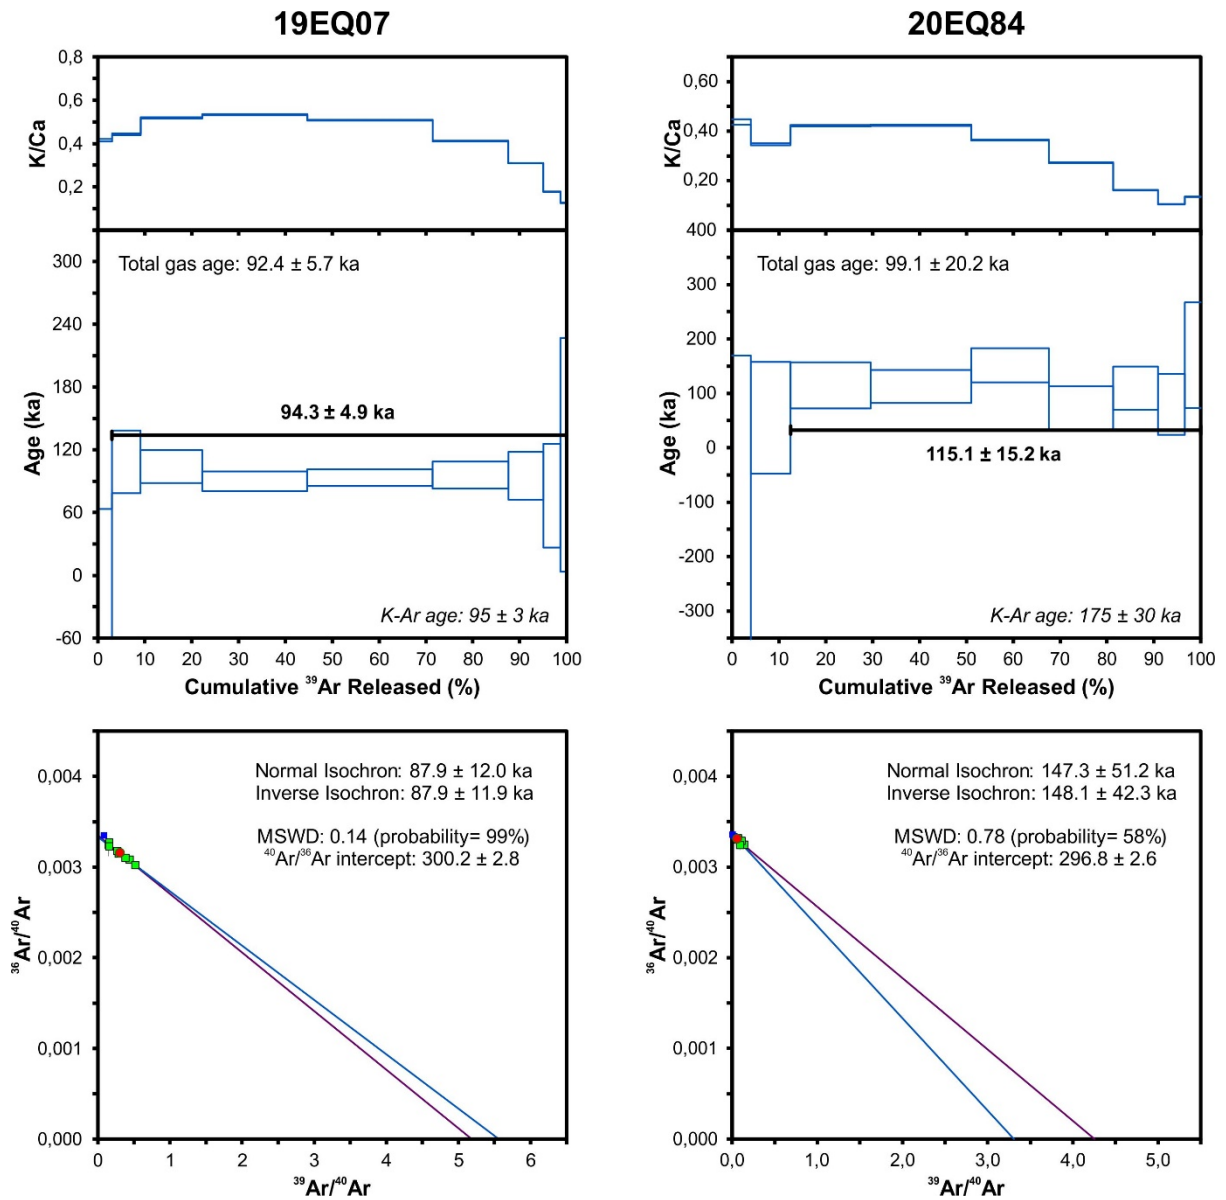 19EQ07
0,8
0,6
0,4
0,2
K/Ca
300
240
180
120
60
0
-60
Age (ka)
Total gas age: 92.4 ± 5.7 ka
94.3 ± 4.9 ka
K-Ar age: 95 ± 3 ka
0 10 20 30 40 50 60 70 80 90 100
Cumulative ³⁹Ar Released (%)
20EQ84
0,60
0,40
0,20
K/Ca
400
300
200
100
0
-100
-200
-300
Age (ka)
Total gas age: 99.1 ± 20.2 ka
115.1 ± 15.2 ka
K-Ar age: 175 ± 30 ka
0 10 20 30 40 50 60 70 80 90 100
Cumulative ³⁹Ar Released (%)
0,004
0,003
0,002
0,001
0,000
³⁶Ar/⁴⁰Ar
Normal Isochron: 87.9 ± 12.0 ka
Inverse Isochron: 87.9 ± 11.9 ka
MSWD: 0.14 (probability= 99%)
⁴⁰Ar/³⁶Ar intercept: 300.2 ± 2.8
0 1 2 3 4 5 6
³⁹Ar/⁴⁰Ar
0,004
0,003
0,002
0,001
0,000
³⁶Ar/⁴⁰Ar
Normal Isochron: 147.3 ± 51.2 ka
Inverse Isochron: 148.1 ± 42.3 ka
MSWD: 0.78 (probability= 58%)
⁴⁰Ar/³⁶Ar intercept: 296.8 ± 2.6
0,0 1,0 2,0 3,0 4,0 5,0
³⁹Ar/⁴⁰Ar